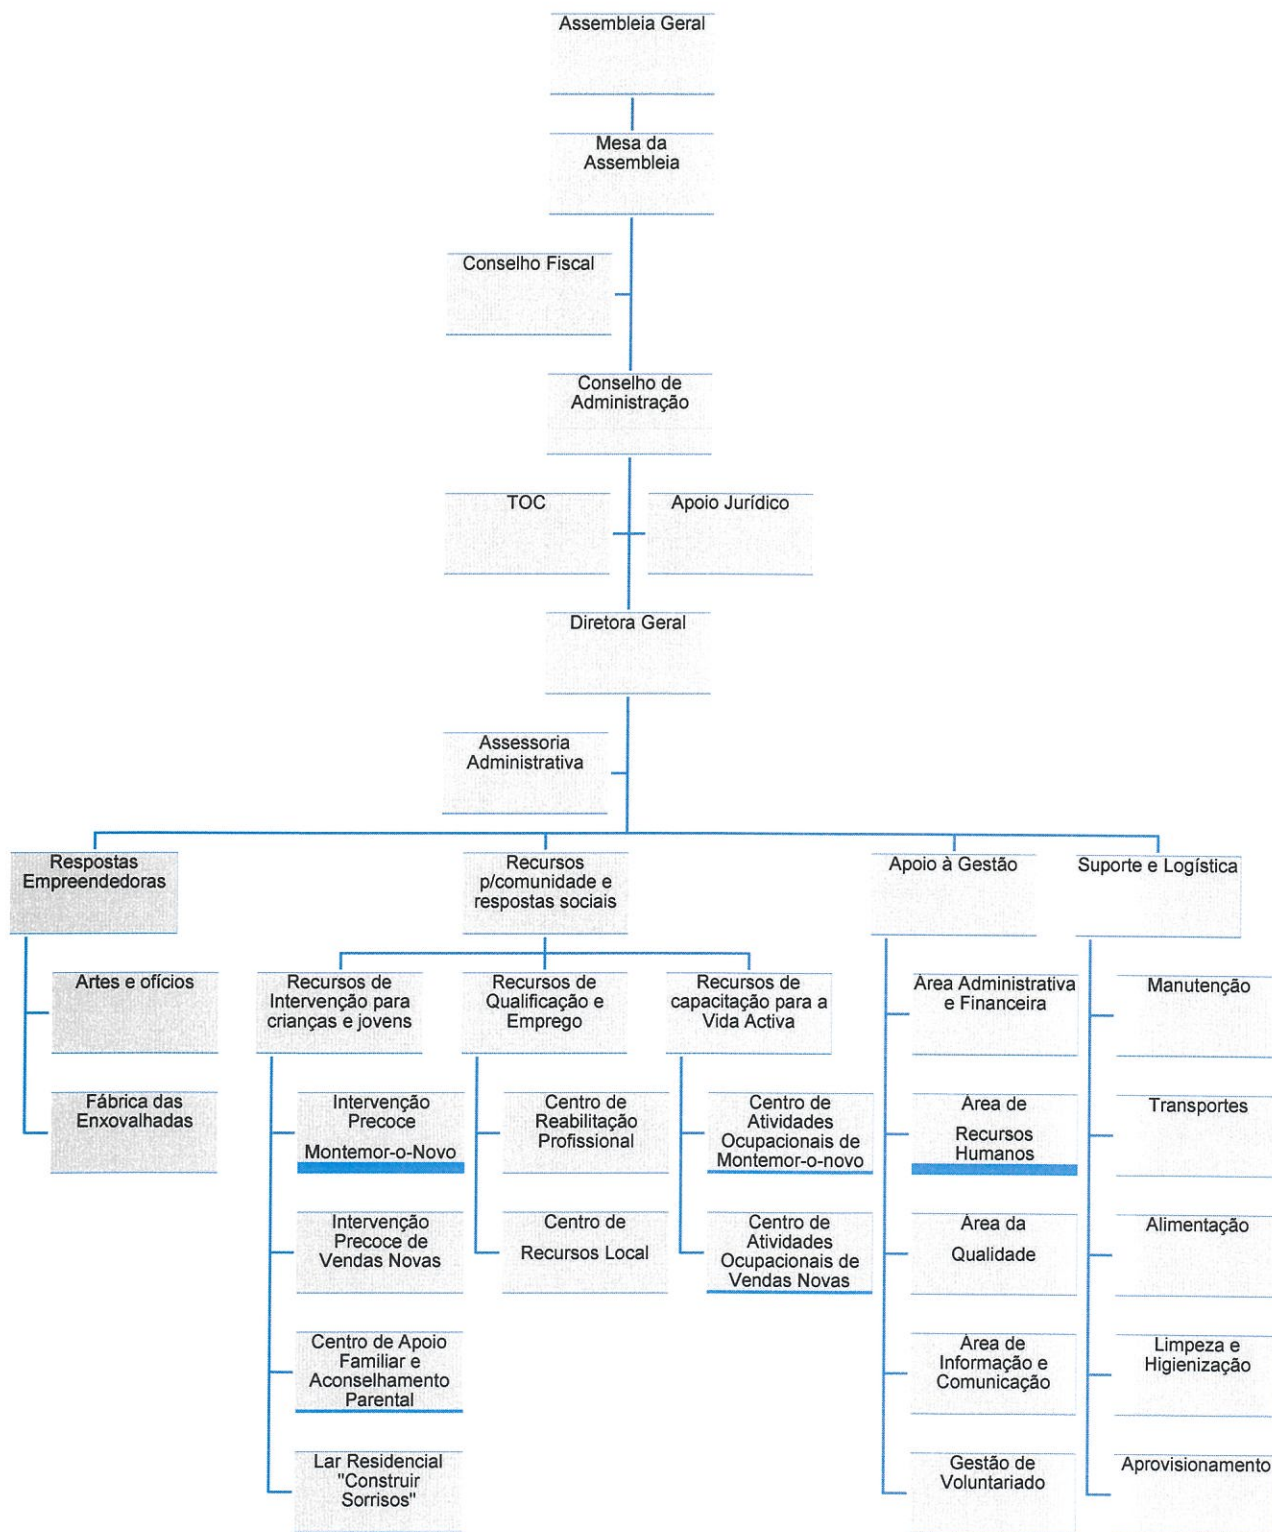 Assembleia Geral
Mesa da
Assembleia
Conselho Fiscal
Conselho de
Administração
TOC
Apoio Jurídico
Diretora Geral
Assessoria
Administrativa
Respostas
Empreendedoras
Artes e ofícios
Fábrica das
Enxovalhadas
Recursos
p/comunidade e
respostas sociais
Recursos de
Intervenção para
crianças e jovens
Intervenção
Precoce
Montemor-o-Novo
Intervenção
Precoce de
Vendas Novas
Centro de Apoio
Familiar e
Aconselhamento
Parental
Lar Residencial
"Construir
Sorrisos"
Recursos de
Qualificação e
Emprego
Centro de
Reabilitação
Profissional
Centro de
Recursos Local
Recursos de
capacitação para a
Vida Activa
Centro de
Atividades
Ocupacionais de
Montemor-o-novo
Centro de
Atividades
Ocupacionais de
Vendas Novas
Apoio à Gestão
Área Administrativa
e Financeira
Área de
Recursos
Humanos
Área da
Qualidade
Área de
Informação e
Comunicação
Gestão de
Voluntariado
Suporte e Logística
Manutenção
Transportes
Alimentação
Limpeza e
Higienização
Aprovisionamento